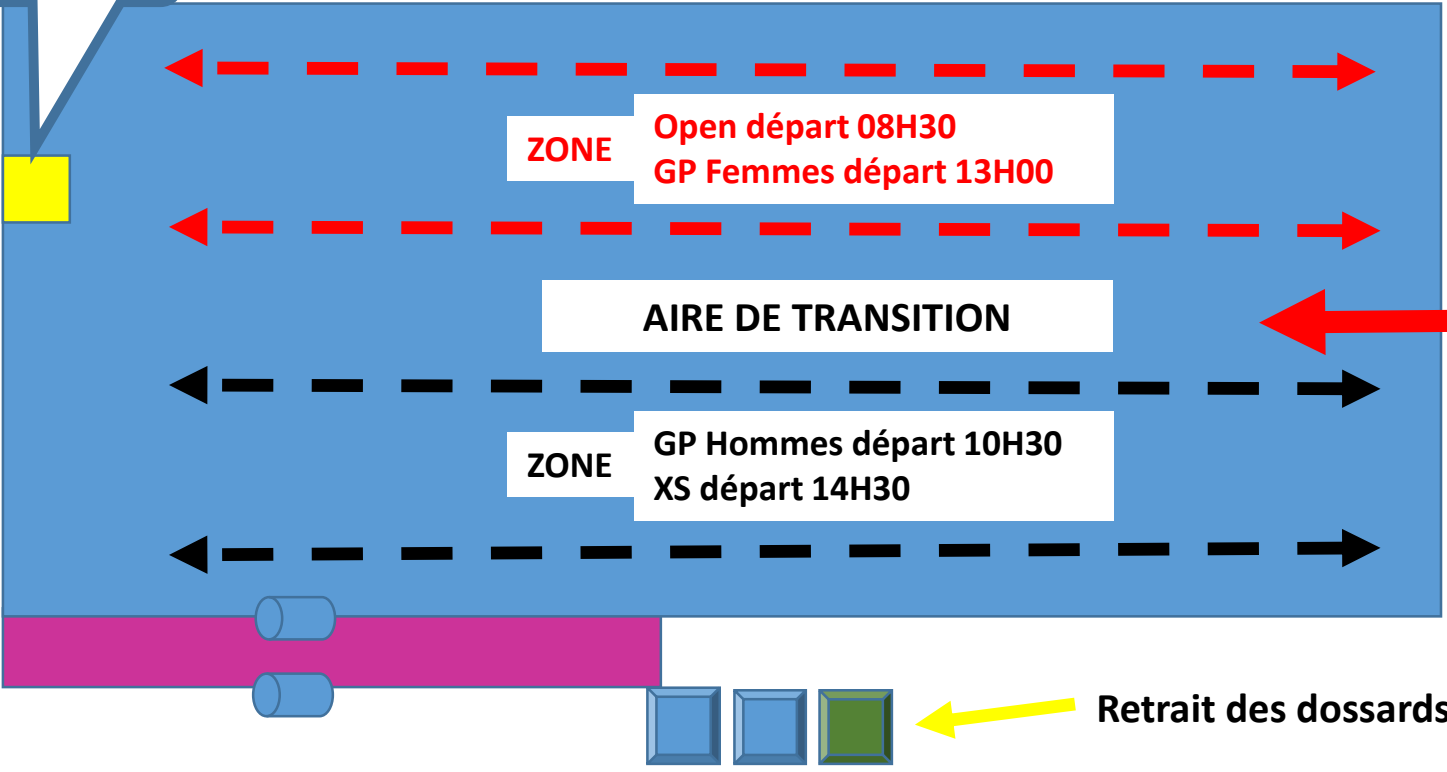 ZONE
Open départ 08H30
GP Femmes départ 13H00
AIRE DE TRANSITION
ZONE
GP Hommes départ 10H30
XS départ 14H30
Retrait des dossards